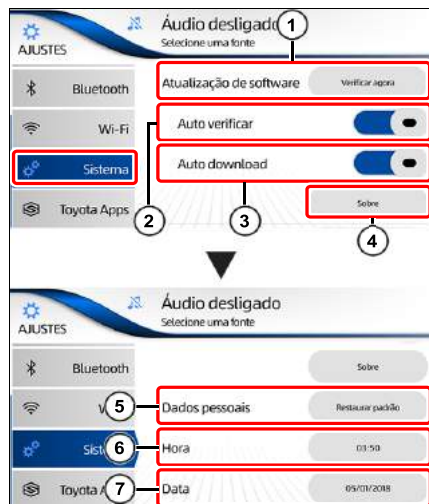 AJUSTES
Áudio desligado
Selecione uma fonte
1
Bluetooth
Atualização de software
Verificar agora
Wi-Fi
Auto verificar
Sistema
Auto download
Toyota Apps
Sobre
2
3
4
AJUSTES
Áudio desligado
Selecione uma fonte
Bluetooth
Sobre
5
Dados pessoais
Restaurar padrão
6
Hora
03:50
Toyota
7
Data
05/01/2018